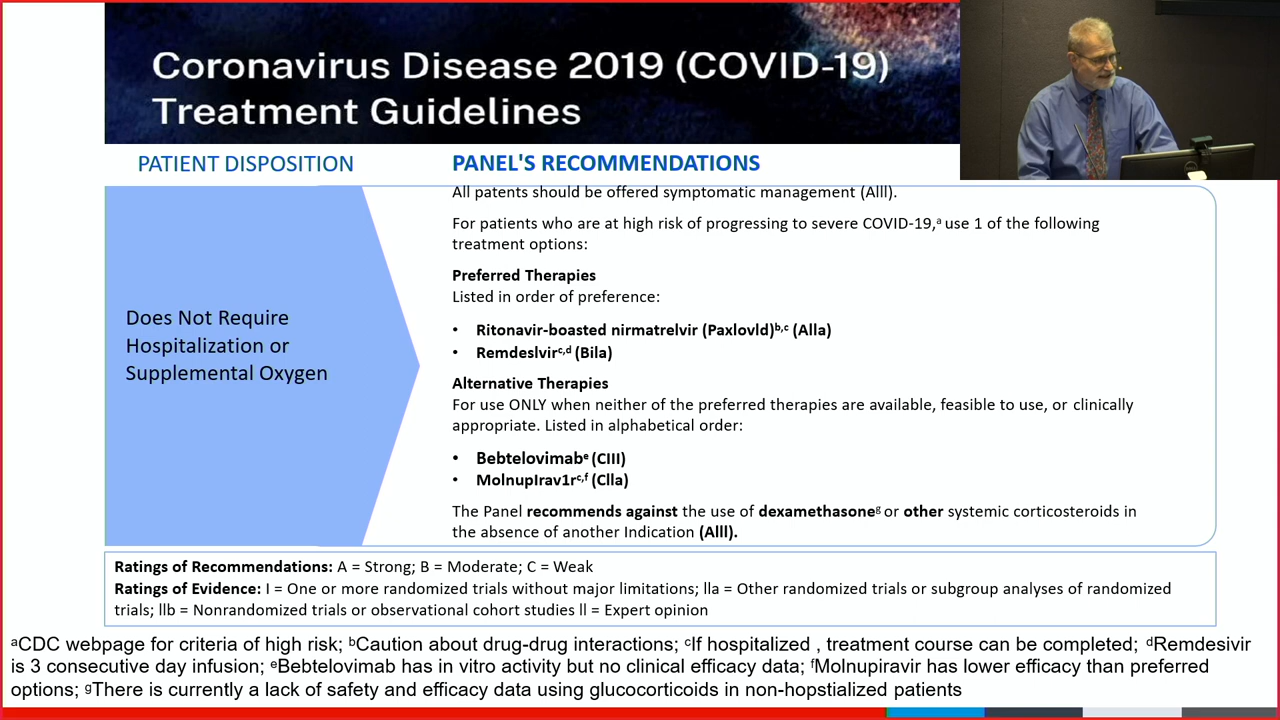 Coronavirus Disease 2019 (COVID-19)
Treatment Guidelines
PATIENT DISPOSITION
PANEL'S RECOMMENDATIONS
Does Not Require
Hospitalization or
Supplemental Oxygen
All patents should be offered symptomatic management (Alll).
For patients who are at high risk of progressing to severe COVID-19,ᵃ use 1 of the following
treatment options:
Preferred Therapies
Listed in order of preference:
• Ritonavir-boasted nirmatrelvir (Paxlovld)ᵇ,ᶜ (Alla)
• Remdeslvirᶜ,ᵈ (Bila)
Alternative Therapies
For use ONLY when neither of the preferred therapies are available, feasible to use, or clinically
appropriate. Listed in alphabetical order:
• Bebtelovimabᵉ (CIII)
• MolnupIrav1rᶜ,ᶠ (Clla)
The Panel recommends against the use of dexamethasoneᵍ or other systemic corticosteroids in
the absence of another Indication (Alll).
Ratings of Recommendations: A = Strong; B = Moderate; C = Weak
Ratings of Evidence: I = One or more randomized trials without major limitations; lla = Other randomized trials or subgroup analyses of randomized
trials; llb = Nonrandomized trials or observational cohort studies ll = Expert opinion
ᵃCDC webpage for criteria of high risk; ᵇCaution about drug-drug interactions; ᶜIf hospitalized , treatment course can be completed; ᵈRemdesivir
is 3 consecutive day infusion; ᵉBebtelovimab has in vitro activity but no clinical efficacy data; ᶠMolnupiravir has lower efficacy than preferred
options; ᵍThere is currently a lack of safety and efficacy data using glucocorticoids in non-hopstialized patients